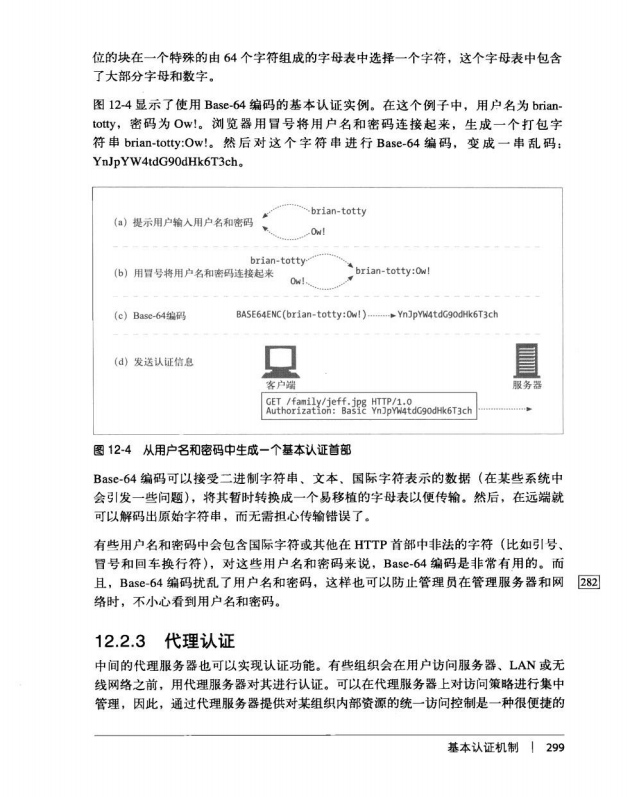 位的块在一个特殊的由 64 个字符组成的字母表中选择一个字符，这个字母表中包含
了大部分字母和数字。
图 12-4 显示了使用 Base-64 编码的基本认证实例。在这个例子中，用户名为 brian-
totty，密码为 Ow!。浏览器用冒号将用户名和密码连接起来，生成一个打包字
符串 brian-totty:Ow!。然后对这个字符串进行 Base-64 编码，变成一串乱码：
YnJpYW4tdG90dHk6T3ch。
brian-totty
(a) 提示用户输入用户名和密码
Ow!
brian-totty
(b) 用冒号将用户名和密码连接起来
brian-totty:Ow!
Ow!
(c) Base-64编码 BASE64ENC(brian-totty:Ow!) YnJpYW4tdG90dHk6T3ch
(d) 发送认证信息
客户端 服务器
GET /family/jeff.jpg HTTP/1.0
Authorization: Basic YnJpYW4tdG90dHk6T3ch
图 12-4 从用户名和密码中生成一个基本认证首部
Base-64 编码可以接受二进制字符串、文本、国际字符表示的数据（在某些系统中
会引发一些问题），将其暂时转换成一个易移植的字母表以便传输。然后，在远端就
可以解码出原始字符串，而无需担心传输错误了。
有些用户名和密码中会包含国际字符或其他在 HTTP 首部中非法的字符（比如引号、
冒号和回车换行符），对这些用户名和密码来说，Base-64 编码是非常有用的。而
且，Base-64 编码扰乱了用户名和密码，这样也可以防止管理员在管理服务器和网 282
络时，不小心看到用户名和密码。
12.2.3 代理认证
中间的代理服务器也可以实现认证功能。有些组织会在用户访问服务器、LAN 或无
线网络之前，用代理服务器对其进行认证。可以在代理服务器上对访问策略进行集中
管理，因此，通过代理服务器提供对某组织内部资源的统一访问控制是一种很便捷的
基本认证机制 | 299